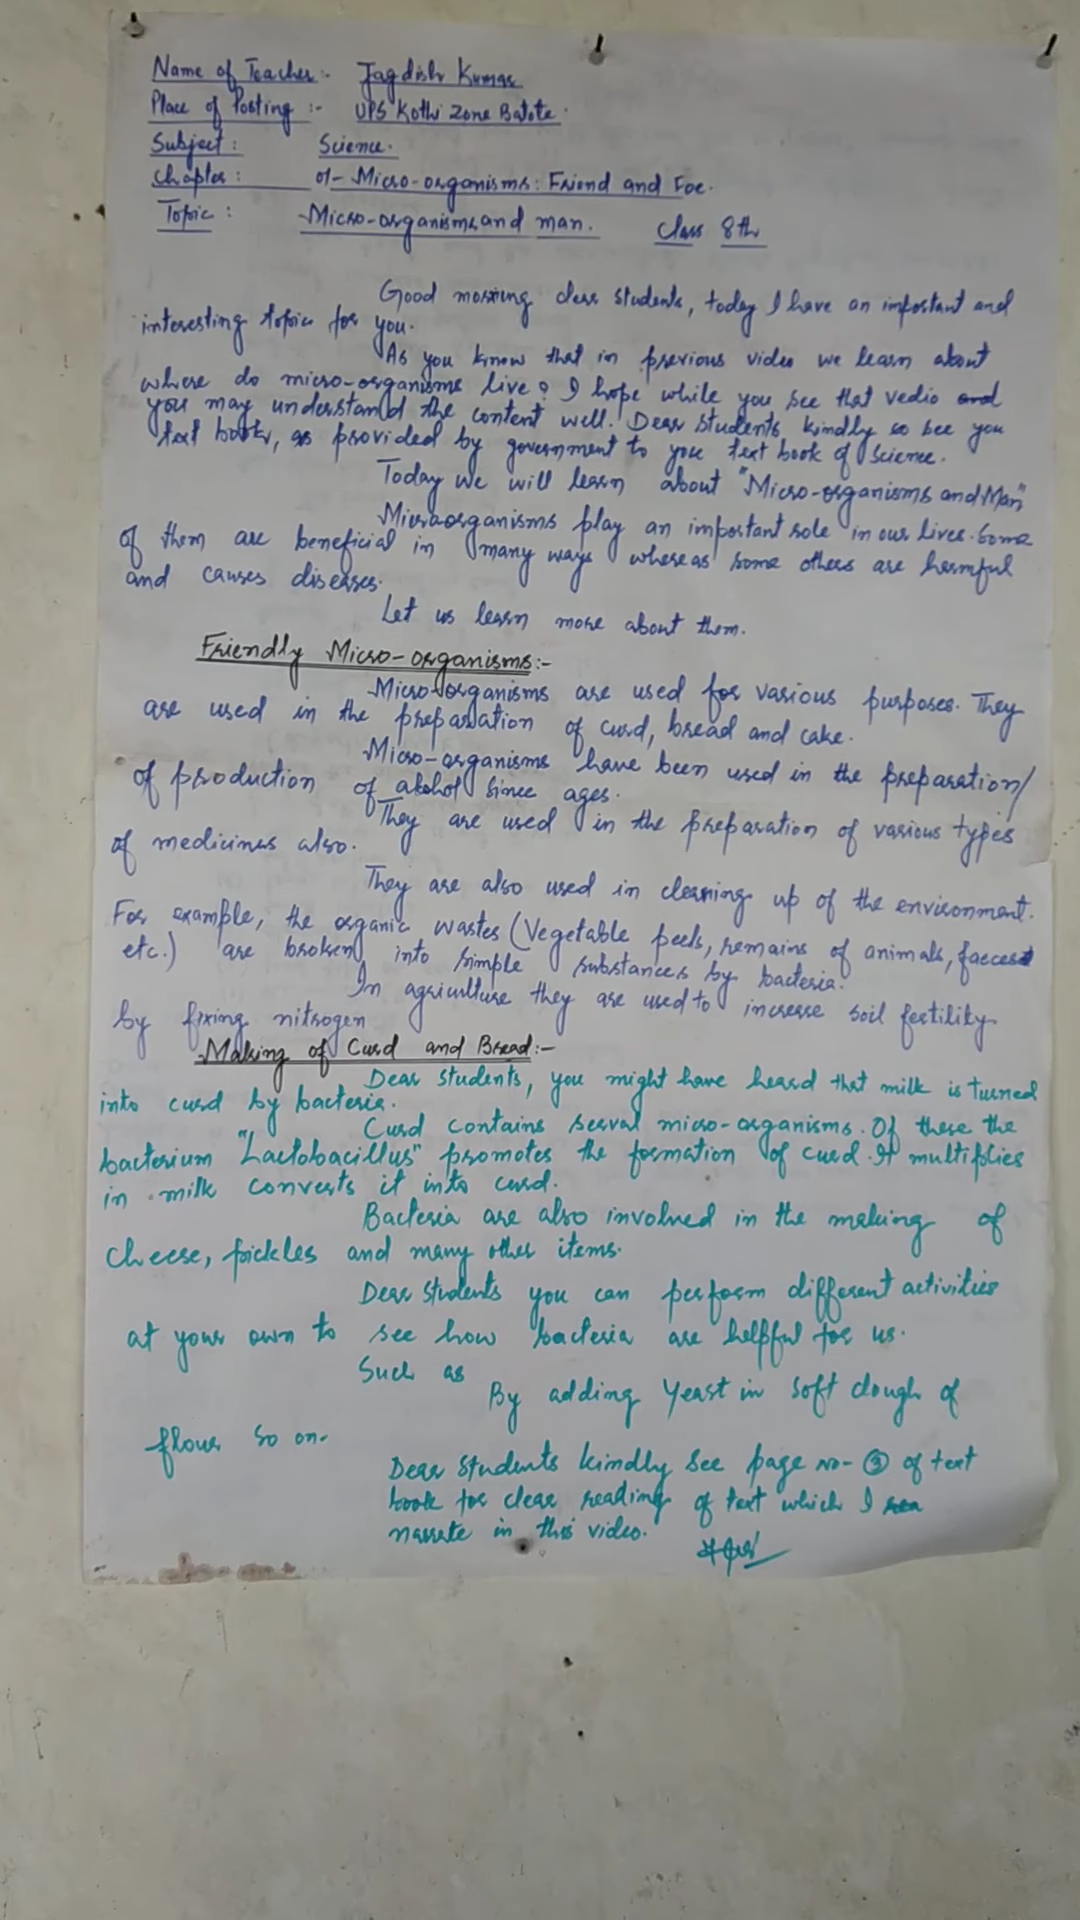 Name of Teacher:- Jagdish Kumar
Place of Posting :- UPS Kothi Zone Batote.
Subject : Science.
Chapter : 01- Micro-organisms: Friend and Foe.
Topic : Micro-organisms and man. Class 8th
Good morning dear students, today I have an important and
interesting topic for you.
As you know that in previous video we learn about
where do micro-organisms live? I hope while you see that vedio and
you may understand the content well. Dear students kindly so see you
text book, as provided by government to you text book of Science.
Today we will learn about "Micro-organisms and Man"
Microorganisms play an important role in our lives. Some
of them are beneficial in many ways whereas some others are harmful
and causes diseases.
Let us learn more about them.
Friendly Micro-organisms:-
Micro-organisms are used for various purposes. They
are used in the preparation of curd, bread and cake.
Micro-organisms have been used in the preparation/
of production of alcohol since ages.
They are used in the preparation of various types
of medicines also.
They are also used in cleaning up of the environment.
For example, the organic wastes (Vegetable peels, remains of animals, faeces
etc.) are broken into simple substances by bacteria.
In agriculture they are used to increase soil fertility
by fixing nitrogen
Making of Curd and Bread:-
Dear students, you might have heard that milk is turned
into curd by bacteria.
Curd contains serval micro-organisms. Of these the
bacterium "Lactobacillus" promotes the formation of curd. It multiplies
in milk converts it into curd.
Bacteria are also involved in the making of
cheese, pickles and many other items.
Dear students you can perform different activities
at your own to see how bacteria are helpful for us.
Such as
By adding Yeast in soft dough of
flour so on.
Dear students kindly see page no- 3 of text
book for clear reading of text which I
narrate in this video.